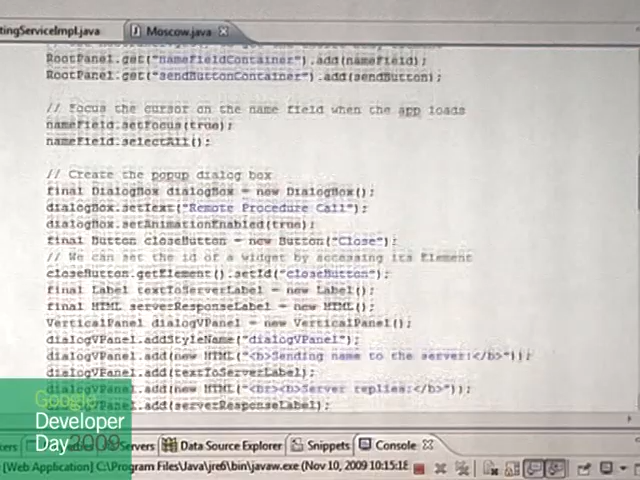 tingServiceImpl.java Moscow.java
RootPanel.get("nameFieldContainer").add(nameField);
RootPanel.get("sendButtonContainer").add(sendButton);
// Focus the cursor on the name field when the app loads
nameField.setFocus(true);
nameField.selectAll();
// Create the popup dialog box
final DialogBox dialogBox = new DialogBox();
dialogBox.setText("Remote Procedure Call");
dialogBox.setAnimationEnabled(true);
final Button closeButton = new Button("Close");
// We can set the id of a widget by accessing its Element
closeButton.getElement().setId("closeButton");
final Label textToServerLabel = new Label();
final HTML serverResponseLabel = new HTML();
VerticalPanel dialogVPanel = new VerticalPanel();
dialogVPanel.addStyleName("dialogVPanel");
dialogVPanel.add(new HTML("<b>Sending name to the server:</b>"));
dialogVPanel.add(textToServerLabel);
dialogVPanel.add(new HTML("<br><b>Server replies:</b>"));
VPanel.add(serverResponseLabel);
Google
Developer
Day2009
Servers Data Source Explorer Snippets Console
[Web Application] C:\Program Files\Java\jre6\bin\javaw.exe (Nov 10, 2009 10:15:18